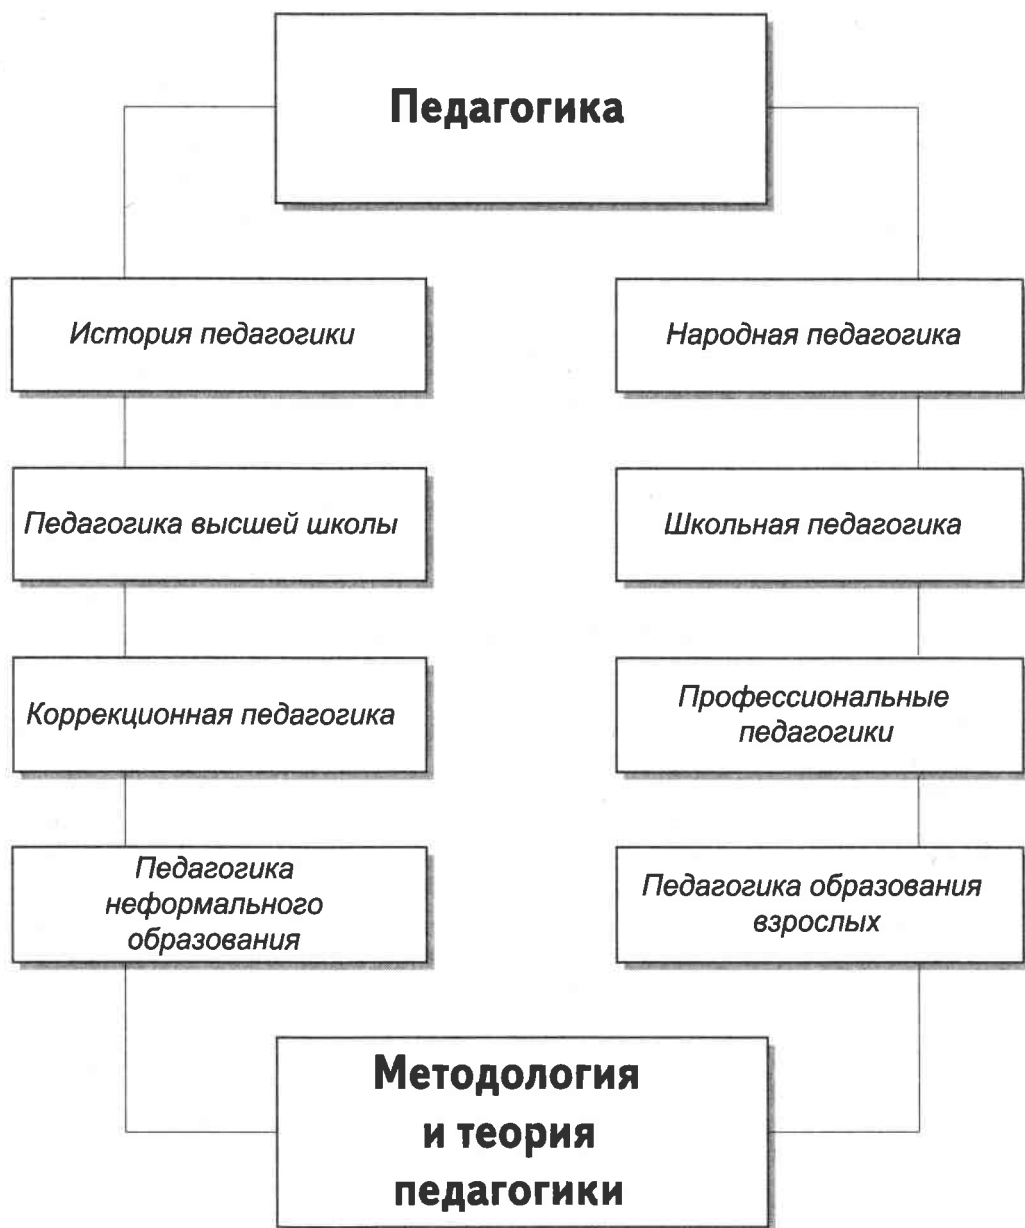 Педагогика
История педагогики
Народная педагогика
Педагогика высшей школы
Школьная педагогика
Коррекционная педагогика
Профессиональные
педагогики
Педагогика
неформального
образования
Педагогика образования
взрослых
Методология
и теория
педагогики